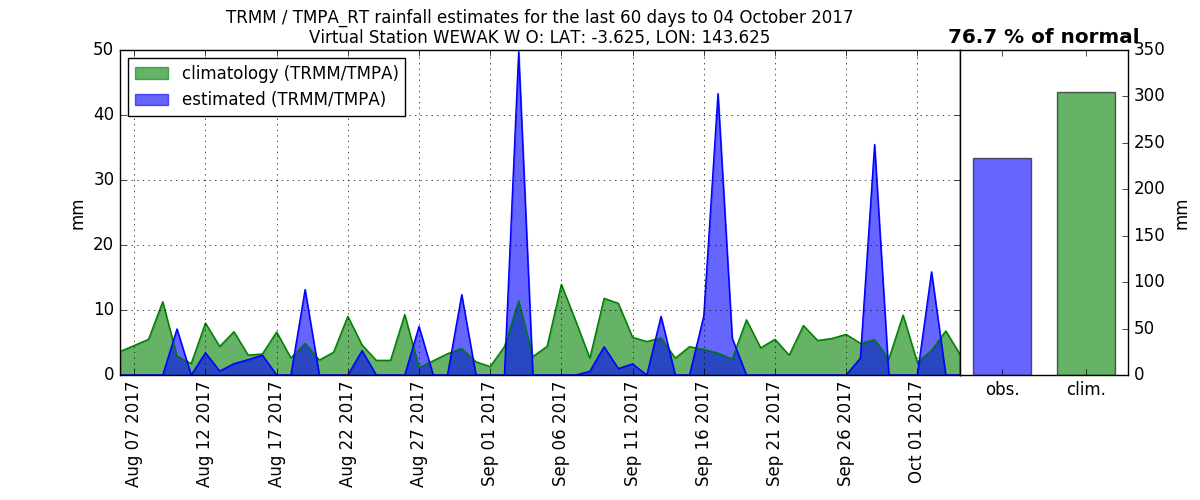 TRMM / TMPA_RT rainfall estimates for the last 60 days to 04 October 2017
Virtual Station WEWAK W O: LAT: -3.625, LON: 143.625
76.7 % of normal
climatology (TRMM/TMPA)
estimated (TRMM/TMPA)
50
40
30
20
10
0
mm
Aug 07 2017
Aug 12 2017
Aug 17 2017
Aug 22 2017
Aug 27 2017
Sep 01 2017
Sep 06 2017
Sep 11 2017
Sep 16 2017
Sep 21 2017
Sep 26 2017
Oct 01 2017
350
300
250
200
150
100
50
0
mm
obs.
clim.